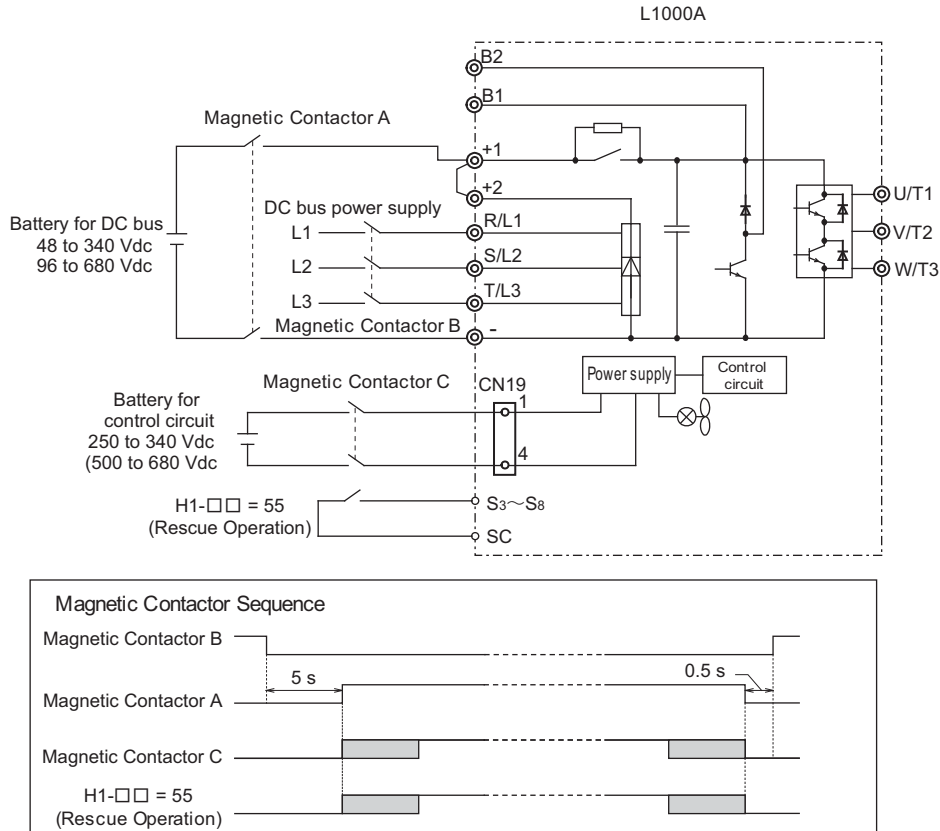 L1000A
B2
B1
Magnetic Contactor A
+1
+2
DC bus power supply
R/L1
L1
Battery for DC bus
48 to 340 Vdc
96 to 680 Vdc
U/T1
V/T2
W/T3
S/L2
L2
T/L3
L3
Magnetic Contactor B
-
Power supply
Control
circuit
Magnetic Contactor C
CN19
1
Battery for
control circuit
250 to 340 Vdc
(500 to 680 Vdc
4
H1-□□ = 55
(Rescue Operation)
S3～S8
SC
Magnetic Contactor Sequence
Magnetic Contactor B
5 s
0.5 s
Magnetic Contactor A
Magnetic Contactor C
H1-□□ = 55
(Rescue Operation)